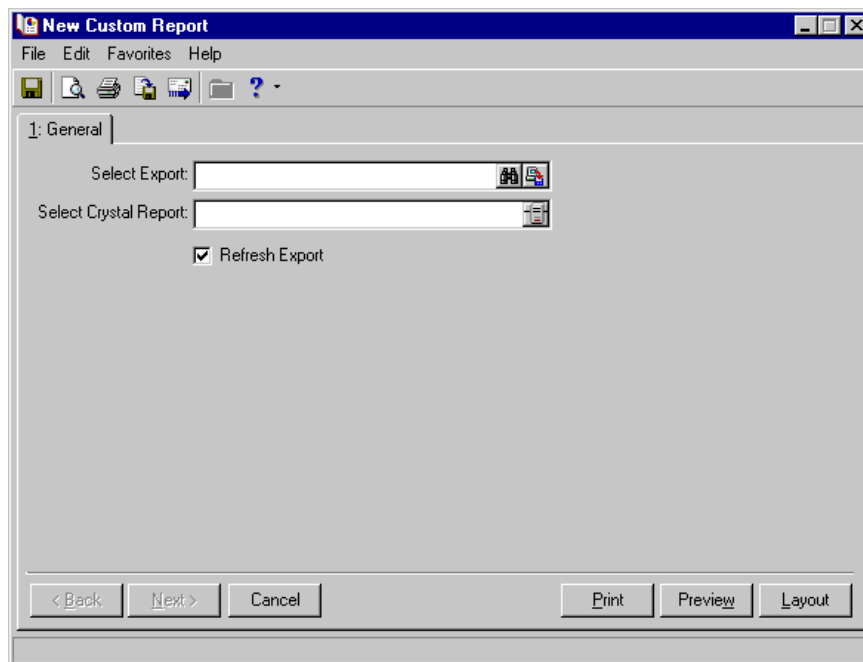 New Custom Report
File Edit Favorites Help
?
1: General
Select Export:
Select Crystal Report:
Refresh Export
< Back Next > Cancel Print Preview Layout